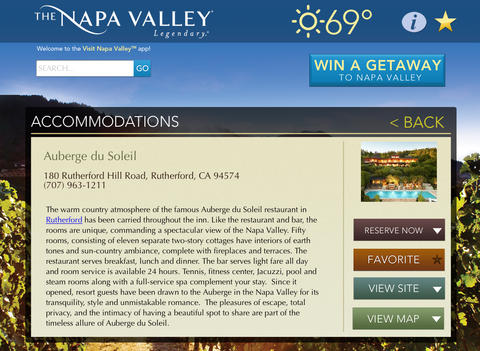 THE NAPA VALLEY®
Legendary.®
69°
Welcome to the Visit Napa Valley™ app!
SEARCH...
GO
WIN A GETAWAY
TO NAPA VALLEY
ACCOMMODATIONS
< BACK
Auberge du Soleil
180 Rutherford Hill Road, Rutherford, CA 94574
(707) 963-1211
The warm country atmosphere of the famous Auberge du Soleil restaurant in
Rutherford has been carried throughout the inn. Like the restaurant and bar, the
rooms are unique, commanding a spectacular view of the Napa Valley. Fifty
rooms, consisting of eleven separate two-story cottages have interiors of earth
tones and sun-country ambiance, complete with fireplaces and terraces. The
restaurant serves breakfast, lunch and dinner. The bar serves light fare all day
and room service is available 24 hours. Tennis, fitness center, Jacuzzi, pool and
steam rooms along with a full-service spa complement your stay.  Since it
opened, resort guests have been drawn to the Auberge in the Napa Valley for its
transquility, style and unmistakable romance.  The pleasures of escape, total
privacy, and the intimacy of having a beautiful spot to share are part of the
timeless allure of Auberge du Soleil.
RESERVE NOW
FAVORITE
VIEW SITE
VIEW MAP